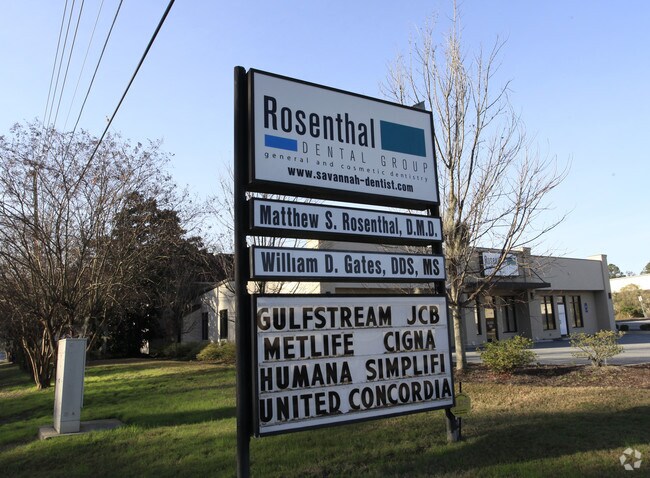 Rosenthal
DENTAL GROUP
general and cosmetic dentistry
www.savannah-dentist.com
Matthew S. Rosenthal, D.M.D.
William D. Gates, DDS, MS
GULFSTREAM JCB
METLIFE CIGNA
HUMANA SIMPLIFI
UNITED CONCORDIA